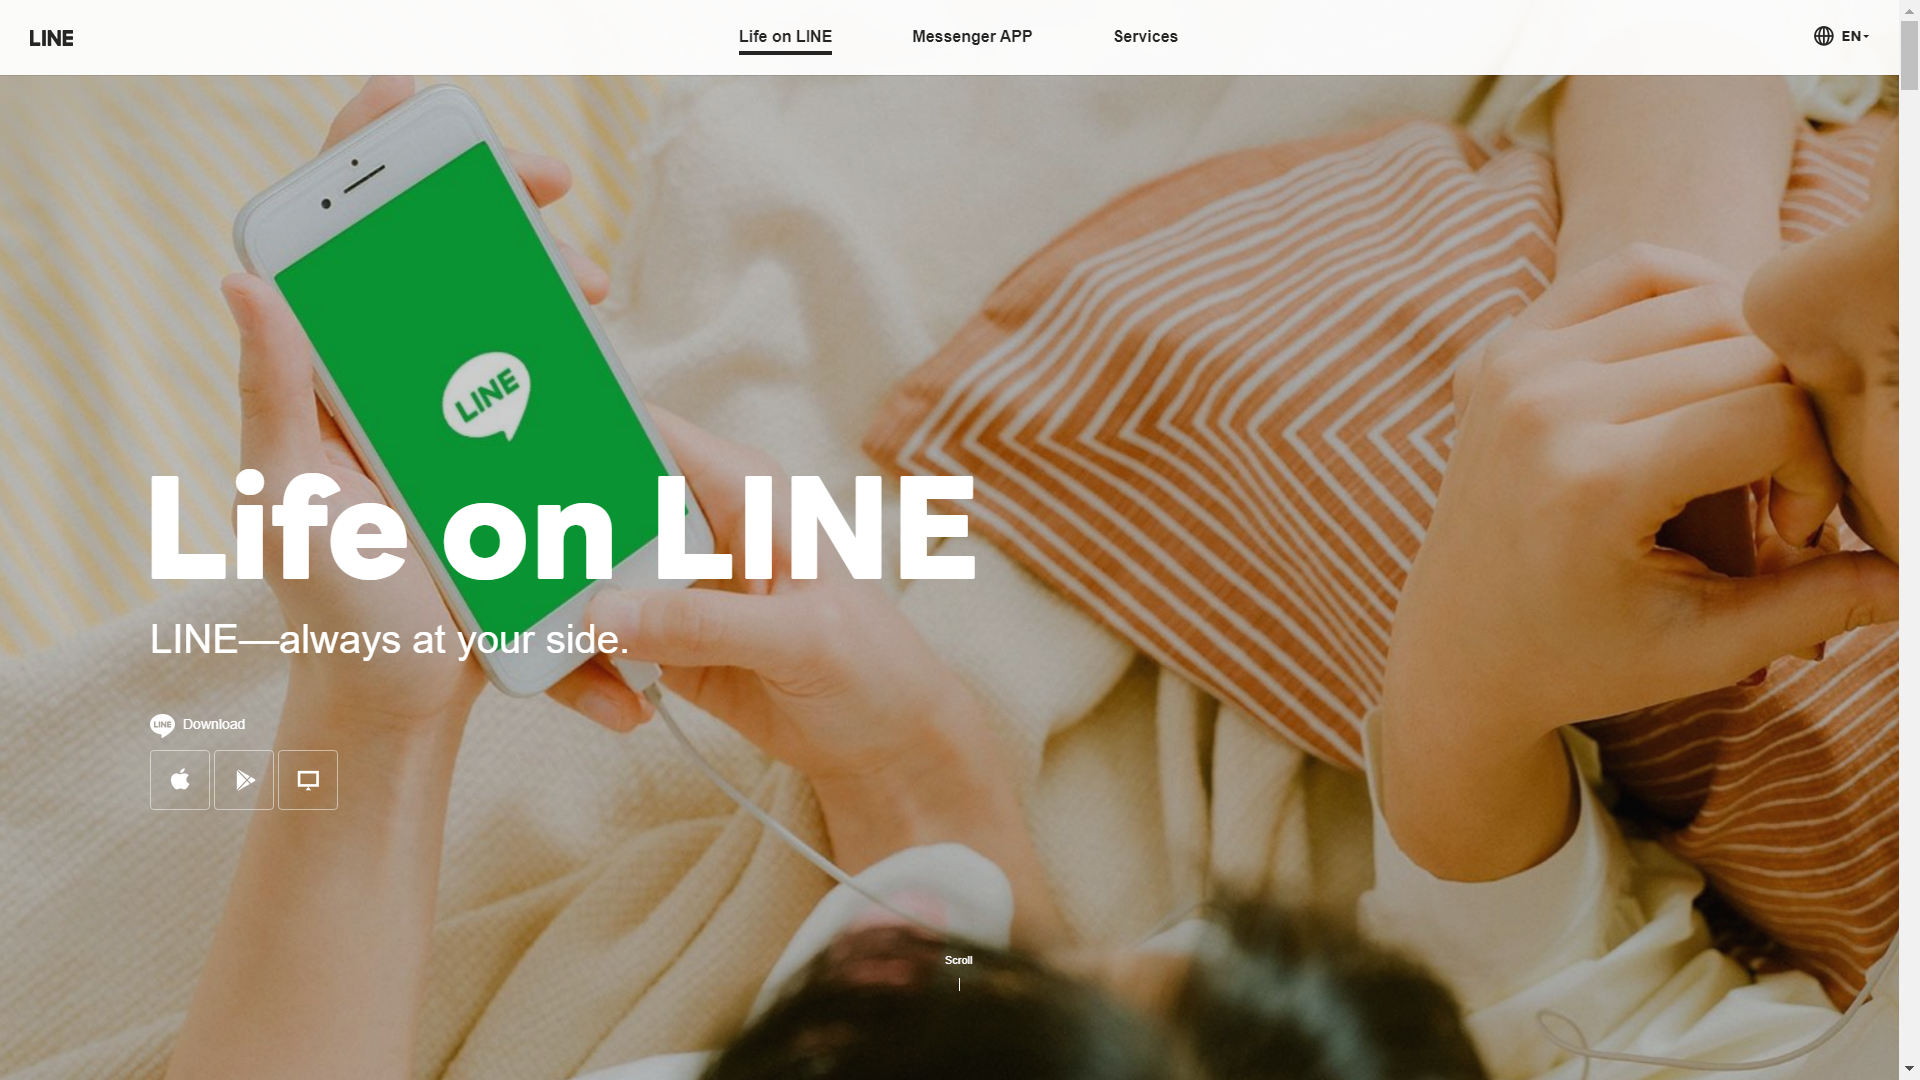 LINE
Life on LINE
Messenger APP
Services
EN
LINE
Life on LINE
LINE—always at your side.
LINE
Download
Scroll